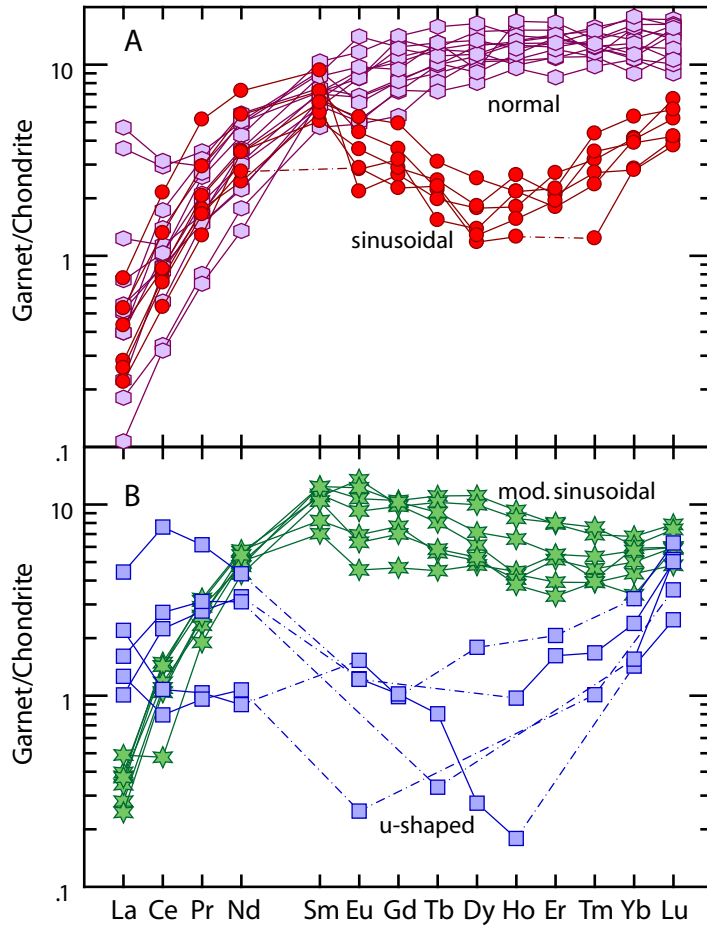 A
10
normal
Garnet/Chondrite
sinusoidal
1
.1
B
10
mod. sinusoidal
Garnet/Chondrite
1
u-shaped
.1
La Ce Pr Nd Sm Eu Gd Tb Dy Ho Er Tm Yb Lu